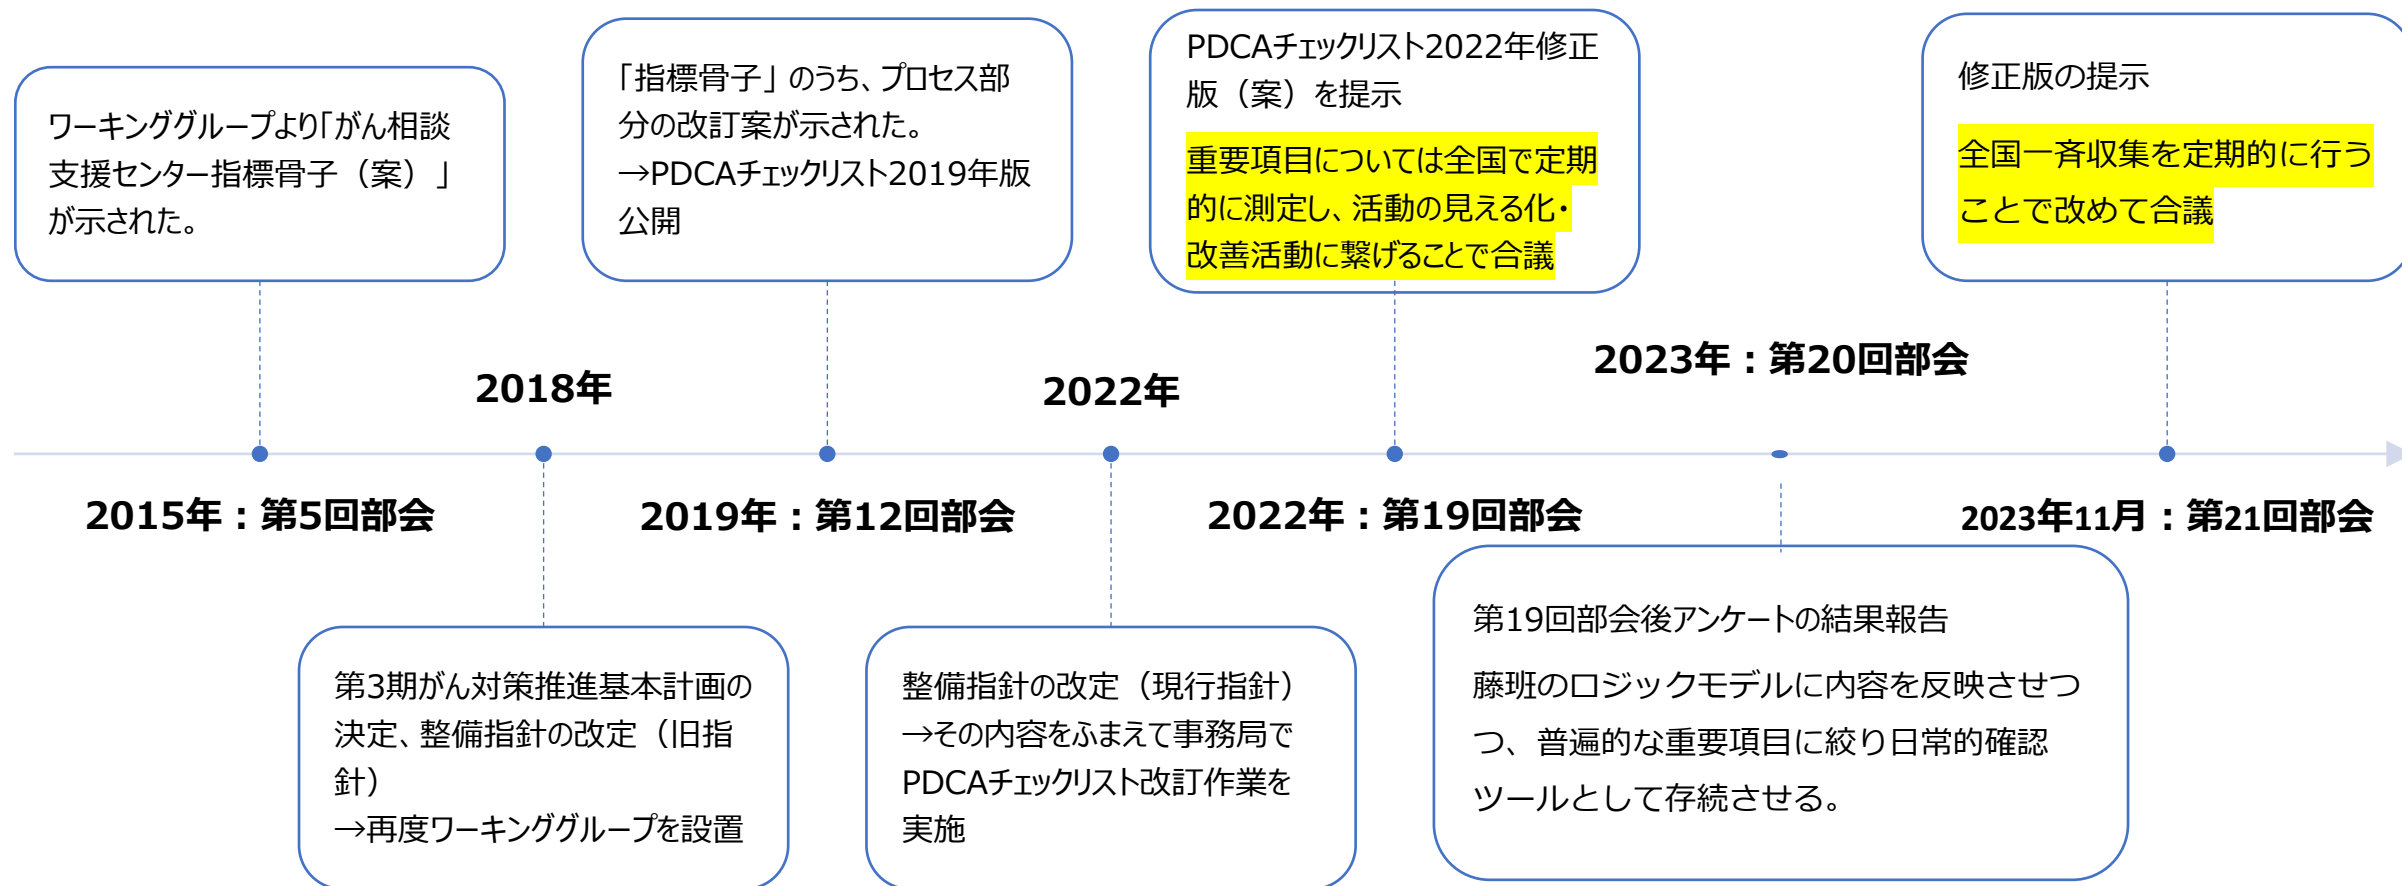 ワーキンググループより「がん相談
支援センター指標骨子（案）」
が示された。
「指標骨子」のうち、プロセス部
分の改訂案が示された。
→PDCAチェックリスト2019年版
公開
PDCAチェックリスト2022年修正
版（案）を提示
重要項目については全国で定期
的に測定し、活動の見える化・
改善活動に繋げることで合議
修正版の提示
全国一斉収集を定期的に行う
ことで改めて合議
2018年
2022年
2023年：第20回部会
2015年：第5回部会
2019年：第12回部会
2022年：第19回部会
2023年11月：第21回部会
第3期がん対策推進基本計画の
決定、整備指針の改定（旧指
針）
→再度ワーキンググループを設置
整備指針の改定（現行指針）
→その内容をふまえて事務局で
PDCAチェックリスト改訂作業を
実施
第19回部会後アンケートの結果報告
藤班のロジックモデルに内容を反映させつ
つ、普遍的な重要項目に絞り日常的確認
ツールとして存続させる。